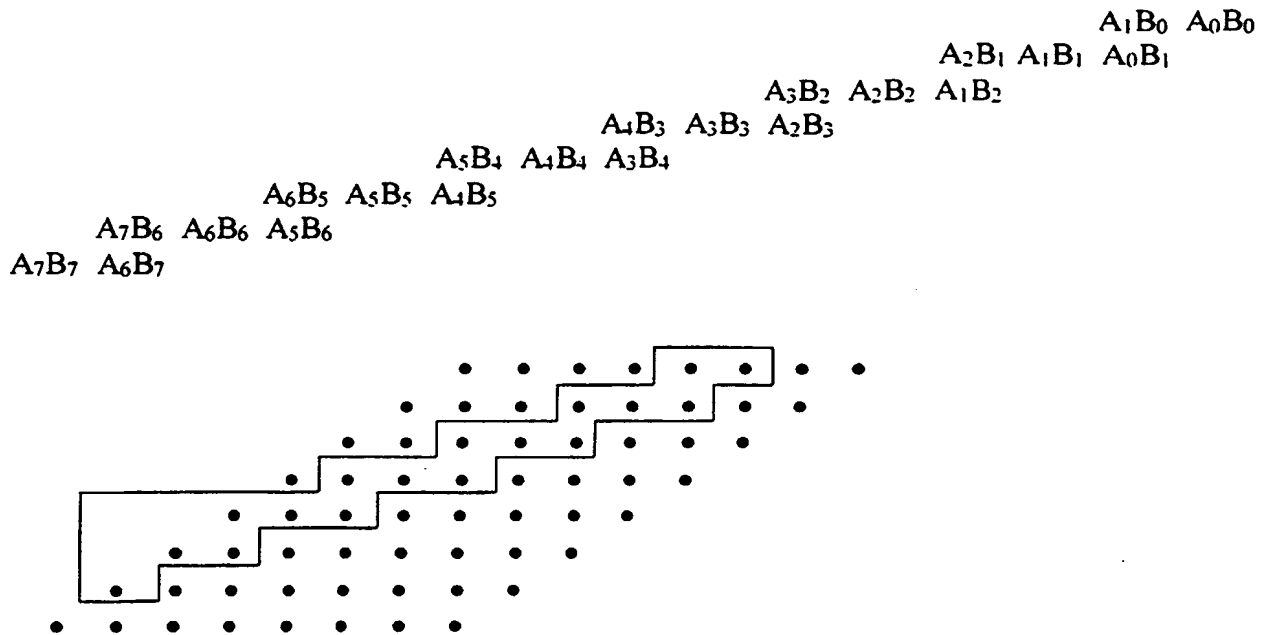 A₁B₀ A₀B₀
A₂B₁ A₁B₁ A₀B₁
A₃B₂ A₂B₂ A₁B₂
A₄B₃ A₃B₃ A₂B₃
A₅B₄ A₄B₄ A₃B₄
A₆B₅ A₅B₅ A₄B₅
A₇B₆ A₆B₆ A₅B₆
A₇B₇ A₆B₇